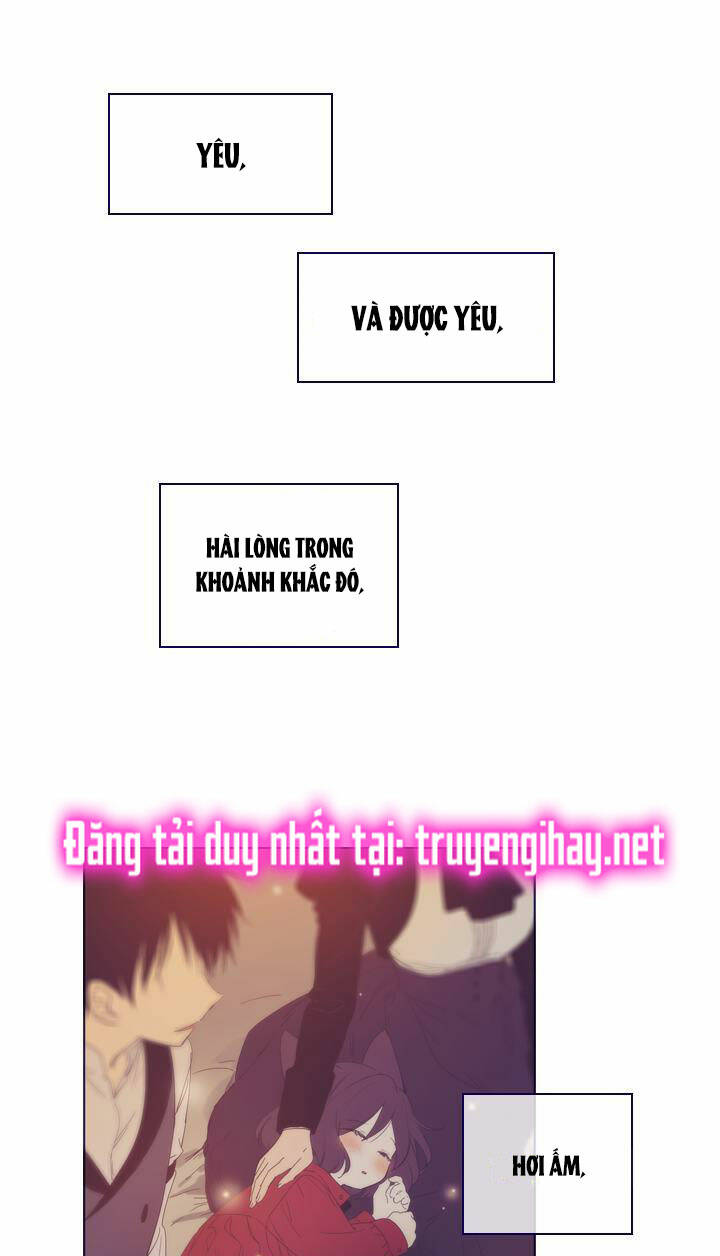 YÊU,
VÀ ĐƯỢC YÊU,
HÀI LÒNG TRONG
KHOẢNH KHẮC ĐÓ,
Đăng tải duy nhất tại: truyengihay.net
HƠI ẤM,